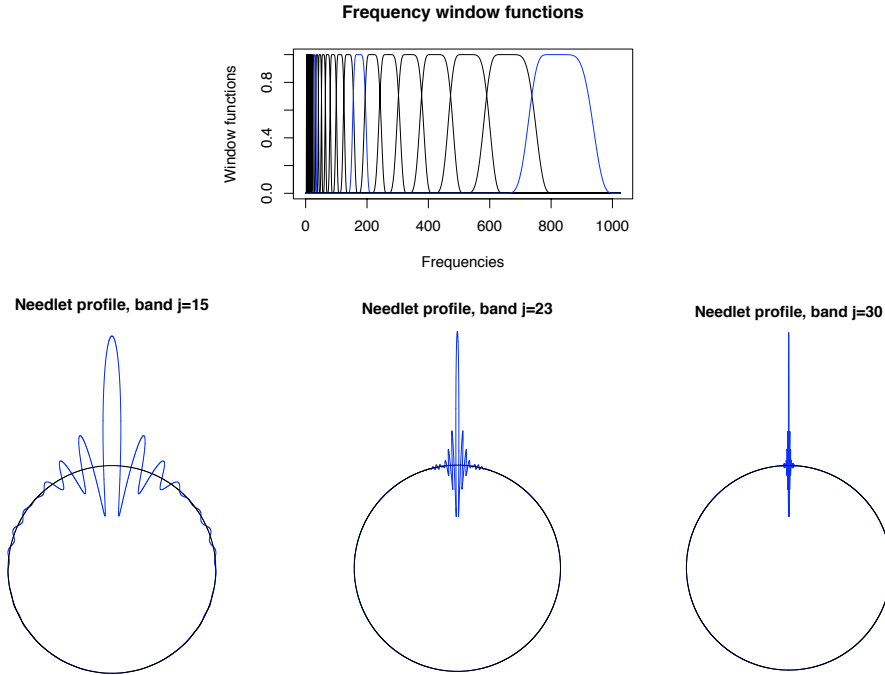 Frequency window functions
Window functions
0.0
0.4
0.8
0
200
400
600
800
1000
Frequencies
Needlet profile, band j=15
Needlet profile, band j=23
Needlet profile, band j=30